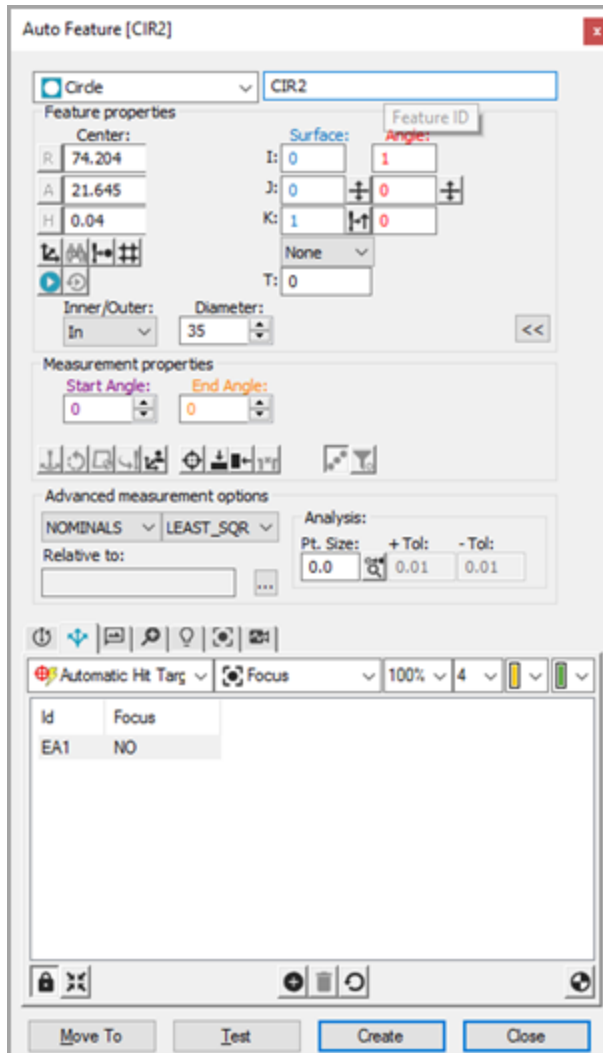 Auto Feature [CIR2]
x
Circle CIR2
Feature properties
Feature ID
Center: Surface: Angle:
R 74.204 I: 0 1
A 21.645 J: 0 0
H 0.04 K: 1 0
None
T: 0
Inner/Outer: Diameter:
In 35 <<
Measurement properties
Start Angle: End Angle:
0 0
Advanced measurement options
NOMINALS LEAST_SQR
Analysis:
Relative to:
Pt. Size: + Tol: - Tol:
0.0 0.01 0.01
...
Automatic Hit Targ Focus 100% 4
Id Focus
EA1 NO
Move To Test Create Close